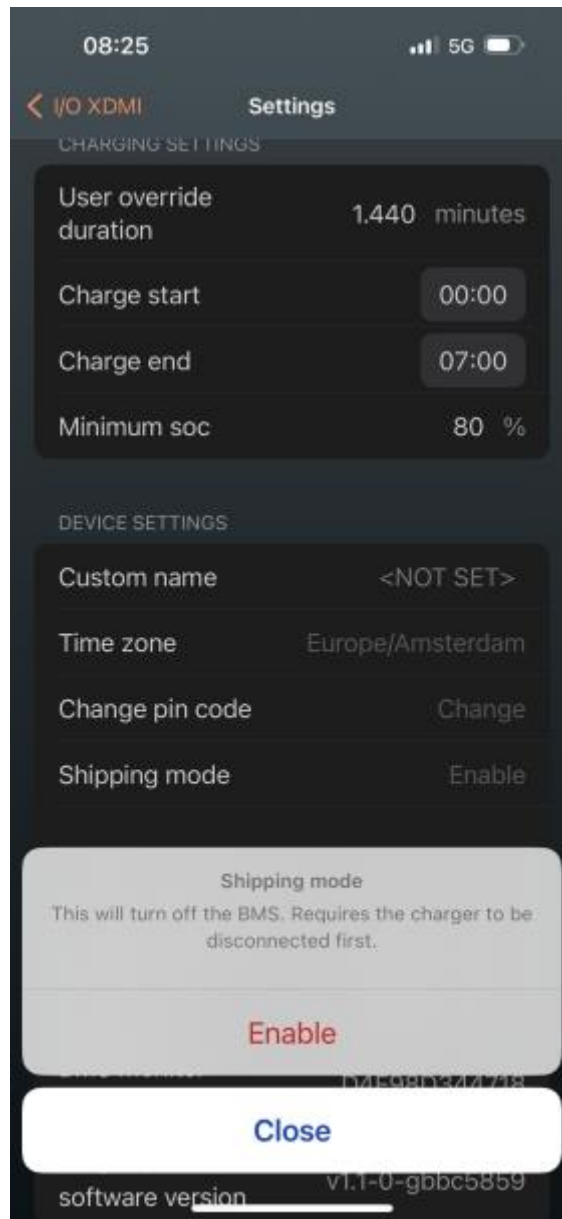 08:25
5G
I/O XDMI
Settings
CHARGING SETTINGS
User override
duration
1.440 minutes
Charge start
00:00
Charge end
07:00
Minimum soc
80 %
DEVICE SETTINGS
Custom name
<NOT SET>
Time zone
Europe/Amsterdam
Change pin code
Change
Shipping mode
Enable
Shipping mode
This will turn off the BMS. Requires the charger to be
disconnected first.
Enable
Close
software version
v1.1-0-gbbc5859